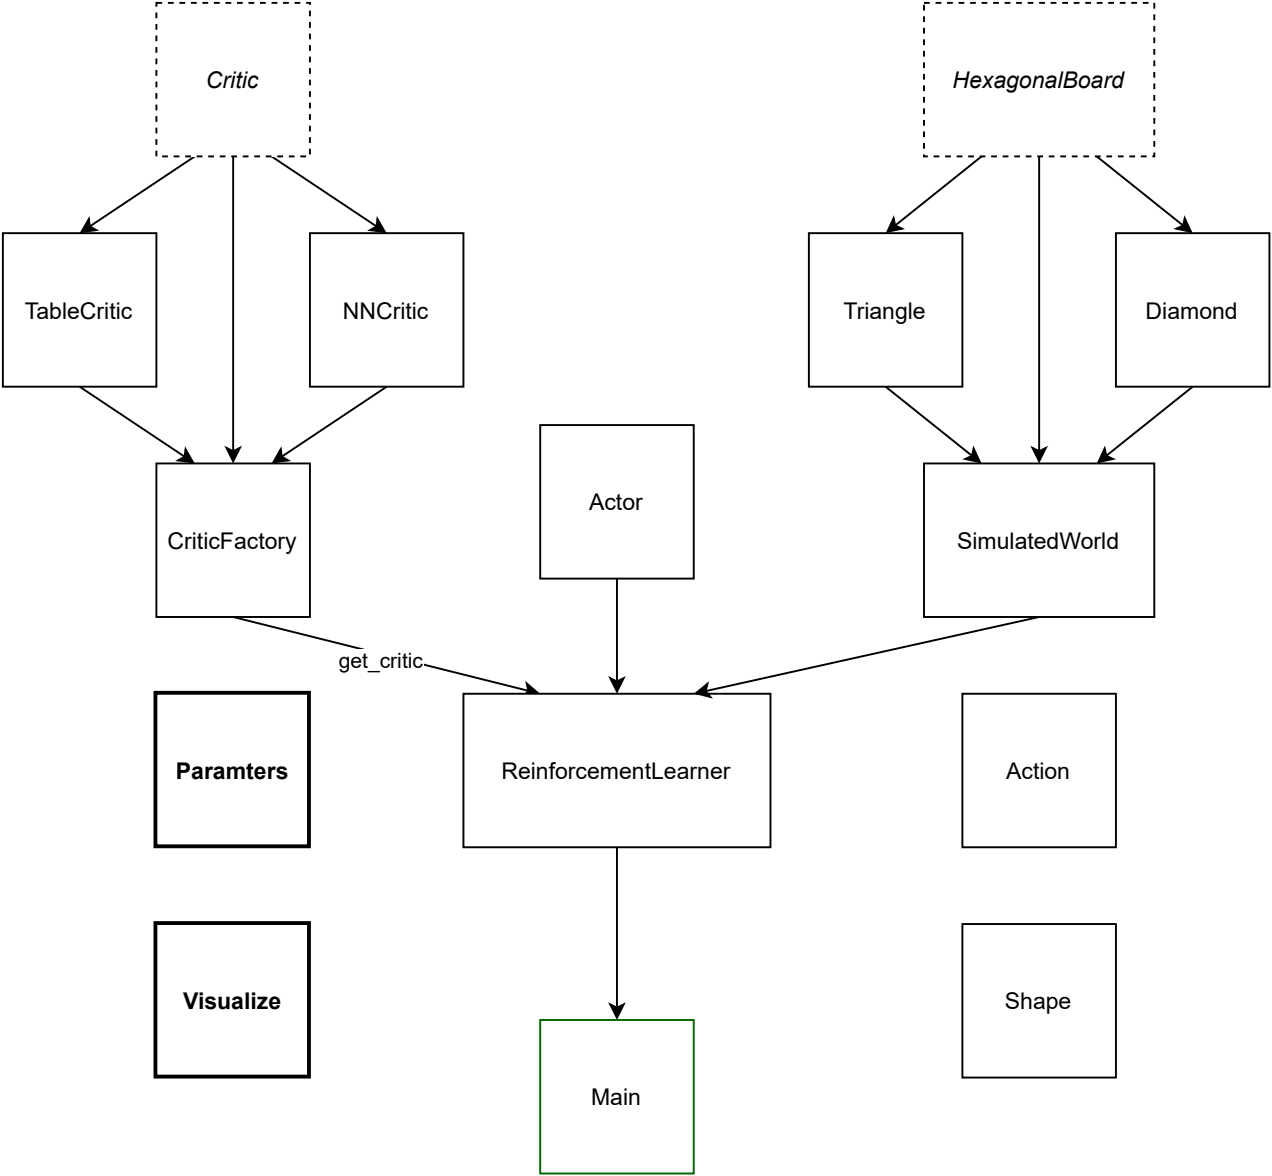 Critic
HexagonalBoard
TableCritic
NNCritic
Triangle
Diamond
Actor
CriticFactory
SimulatedWorld
get_critic
Paramters
ReinforcementLearner
Action
Visualize
Shape
Main